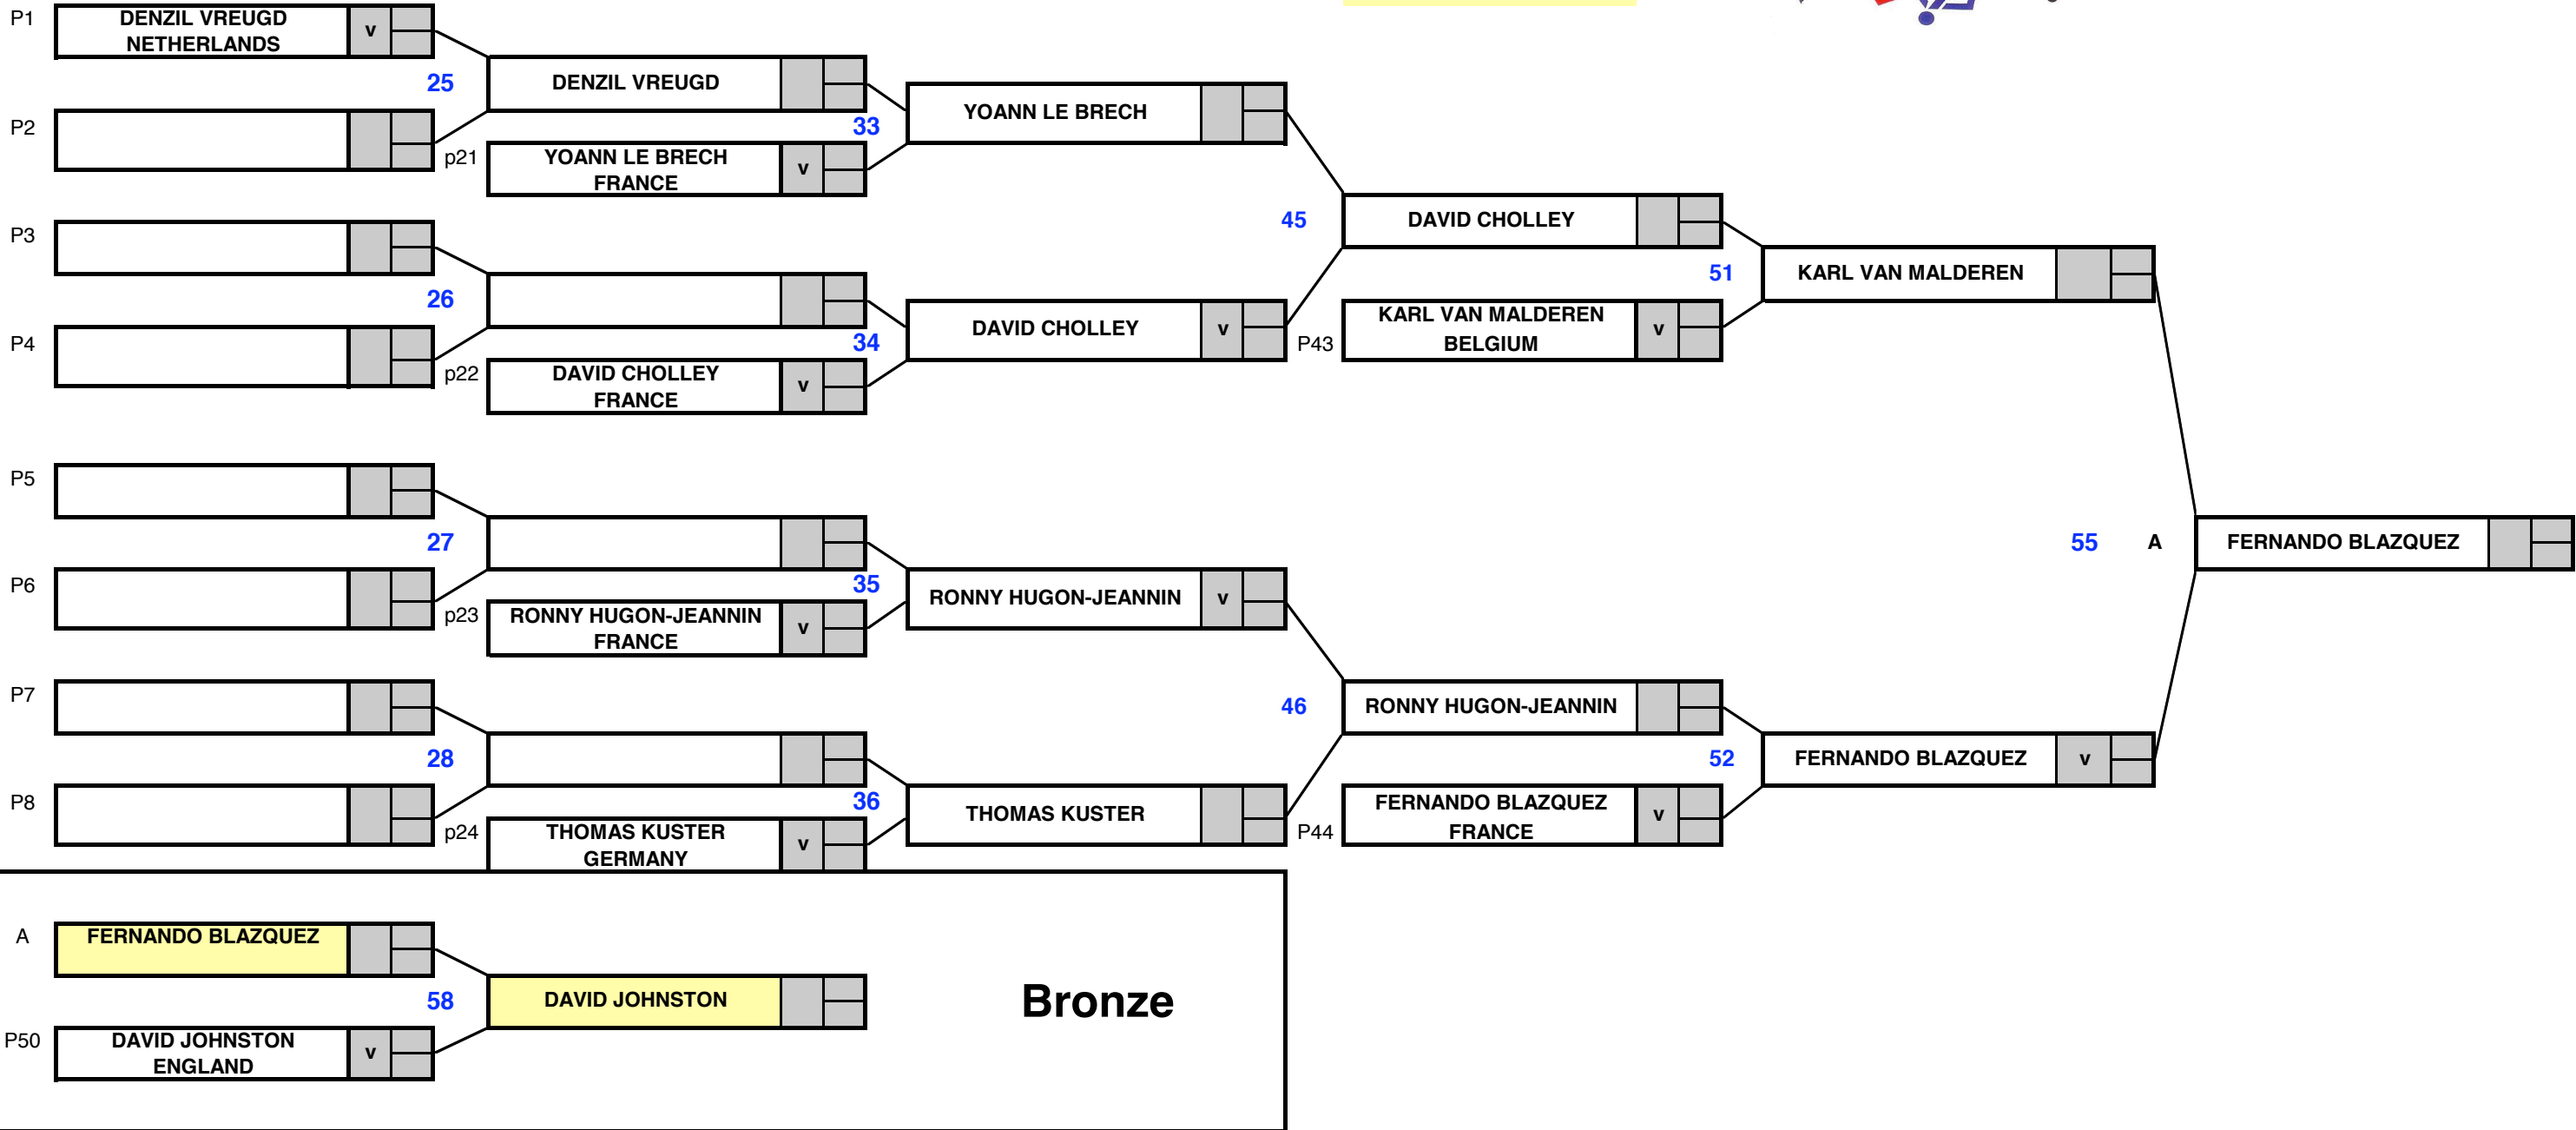 P1
DENZIL VREUGD
NETHERLANDS
v
25
P2
DENZIL VREUGD
33
p21
YOANN LE BRECH
FRANCE
v
YOANN LE BRECH
P3
26
P4
34
p22
DAVID CHOLLEY
FRANCE
v
DAVID CHOLLEY
v
45
DAVID CHOLLEY
51
P43
KARL VAN MALDEREN
BELGIUM
v
KARL VAN MALDEREN
P5
27
P6
35
p23
RONNY HUGON-JEANNIN
FRANCE
v
RONNY HUGON-JEANNIN
v
55
A
FERNANDO BLAZQUEZ
P7
28
P8
36
p24
THOMAS KUSTER
GERMANY
v
THOMAS KUSTER
46
RONNY HUGON-JEANNIN
52
P44
FERNANDO BLAZQUEZ
FRANCE
v
FERNANDO BLAZQUEZ
v
A
FERNANDO BLAZQUEZ
58
DAVID JOHNSTON
Bronze
P50
DAVID JOHNSTON
ENGLAND
v